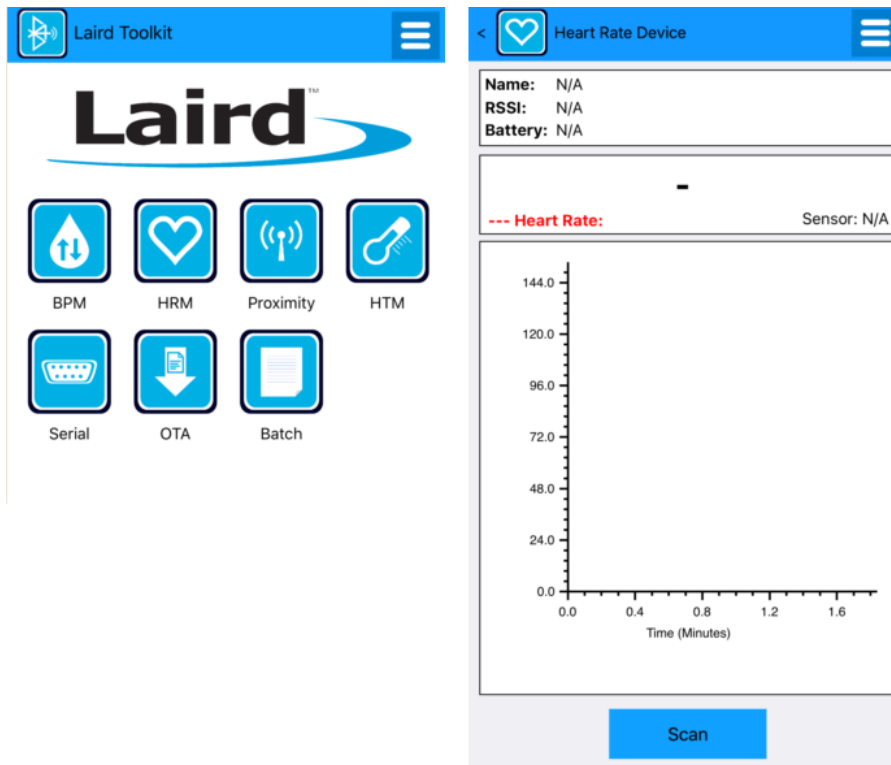 Laird Toolkit
Laird™
BPM HRM Proximity HTM
Serial OTA Batch
< Heart Rate Device
Name: N/A
RSSI: N/A
Battery: N/A
-
--- Heart Rate: Sensor: N/A
144.0
120.0
96.0
72.0
48.0
24.0
0.0
0.0 0.4 0.8 1.2 1.6
Time (Minutes)
Scan